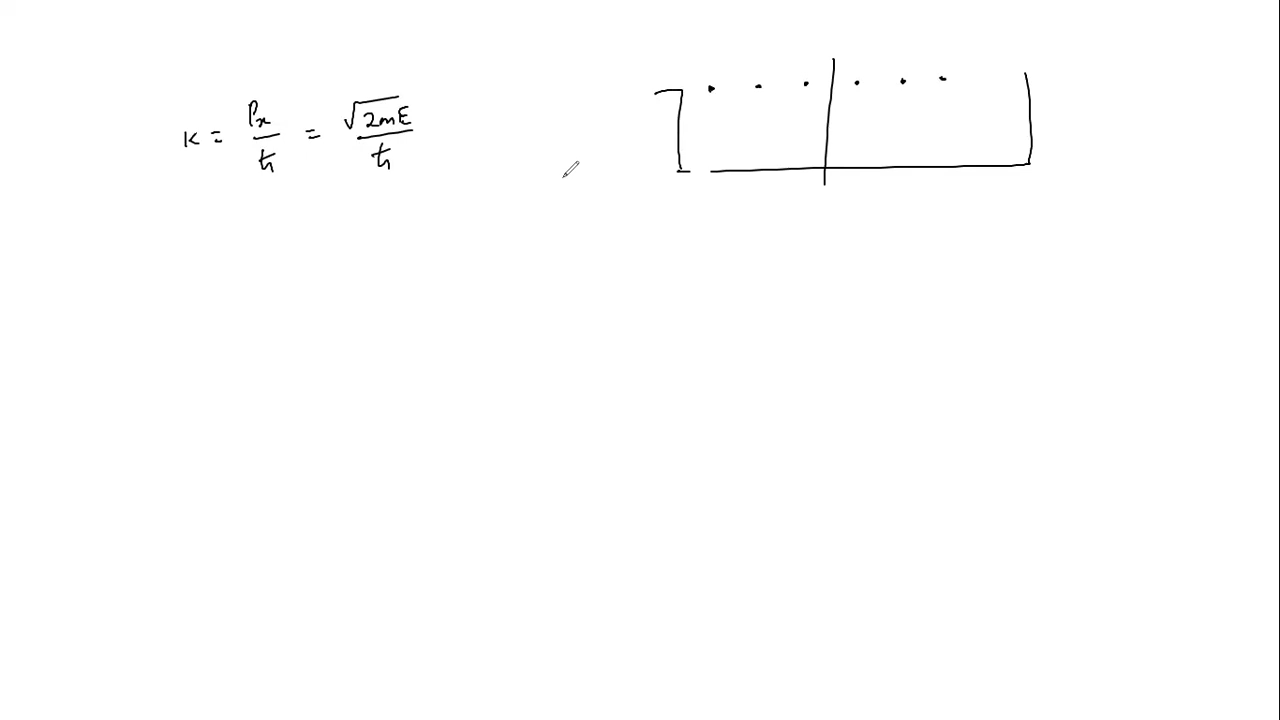 K = Px/ħ = √2mE/ħ